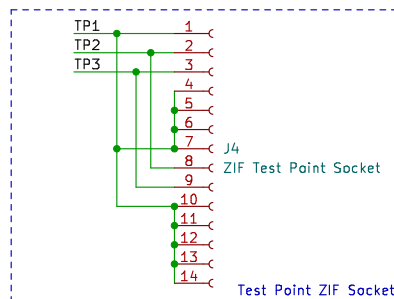 TP1
1
TP2
2
TP3
3
4
5
6
7
J4
8
ZIF Test Point Socket
9
10
11
12
13
14
Test Point ZIF Socket